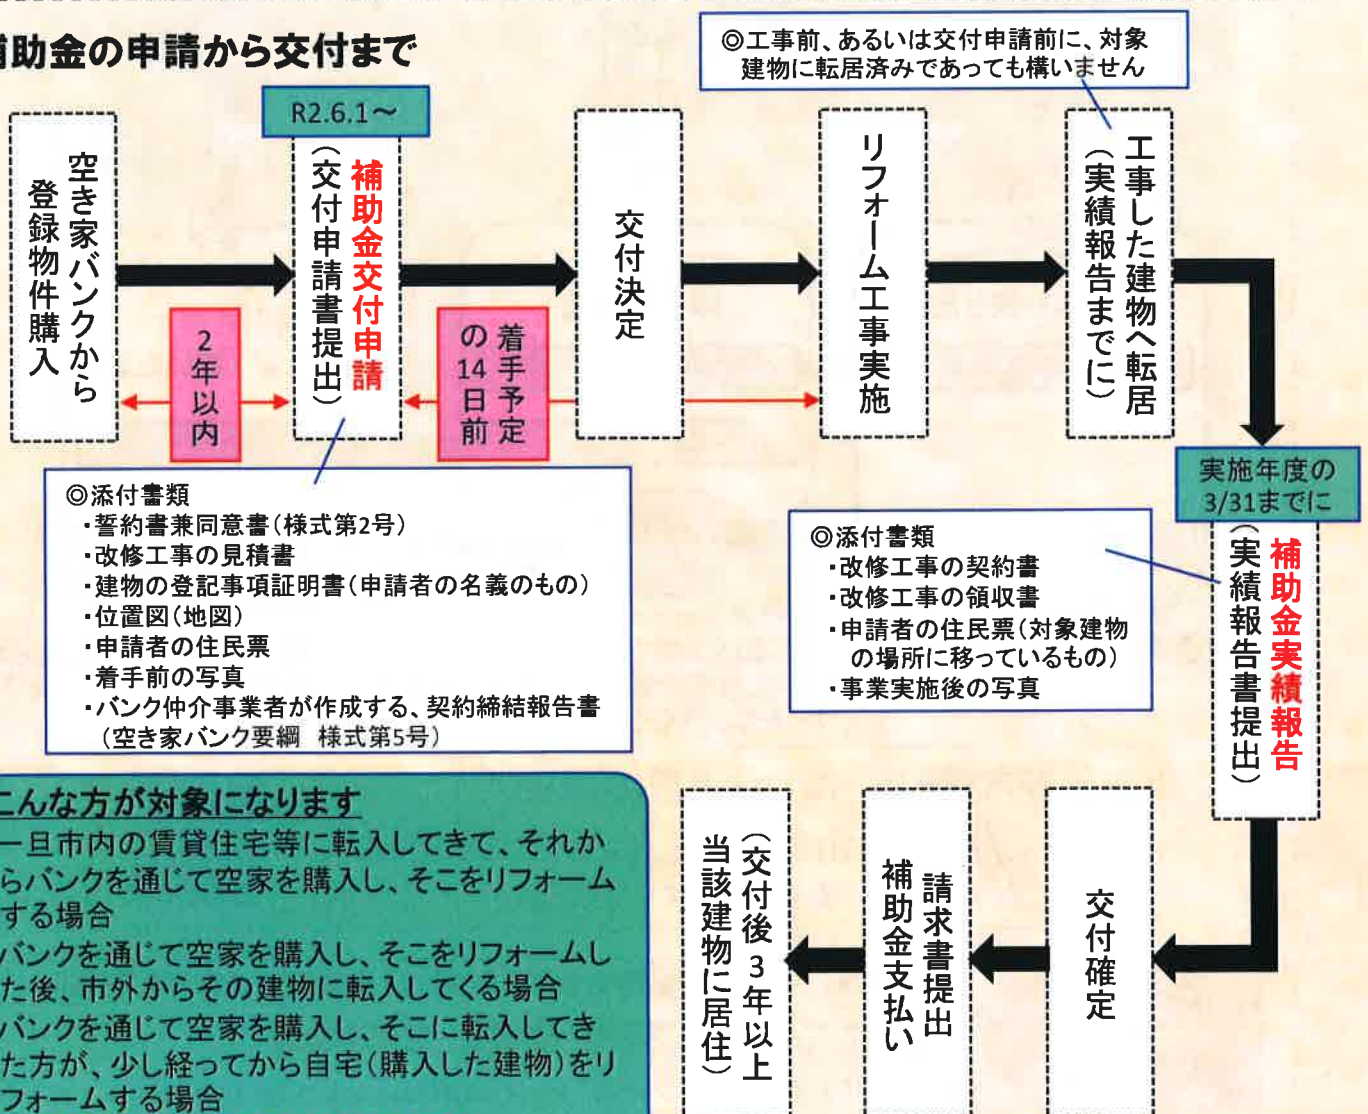 助金の申請から交付まで
◎工事前、あるいは交付申請前に、対象
建物に転居済みであっても構いません
空き家バンクから
登録物件購入
2年以内
R2.6.1～
補助金交付申請
（交付申請書提出）
着手予定
の14日前
交付決定
リフォーム工事実施
工事した建物へ転居
（実績報告までに）
◎添付書類
・誓約書兼同意書（様式第2号）
・改修工事の見積書
・建物の登記事項証明書（申請者の名義のもの）
・位置図（地図）
・申請者の住民票
・着手前の写真
・バンク仲介事業者が作成する、契約締結報告書
（空き家バンク要綱　様式第5号）
実施年度の
3/31までに
補助金実績報告
（実績報告書提出）
◎添付書類
・改修工事の契約書
・改修工事の領収書
・申請者の住民票（対象建物
の場所に移っているもの）
・事業実施後の写真
交付確定
請求書提出
補助金支払い
（交付後3年以上
当該建物に居住）
こんな方が対象になります
一旦市内の賃貸住宅等に転入してきて、それか
らバンクを通じて空家を購入し、そこをリフォーム
する場合
バンクを通じて空家を購入し、そこをリフォームし
た後、市外からその建物に転入してくる場合
バンクを通じて空家を購入し、そこに転入してき
た方が、少し経ってから自宅（購入した建物）をリ
フォームする場合